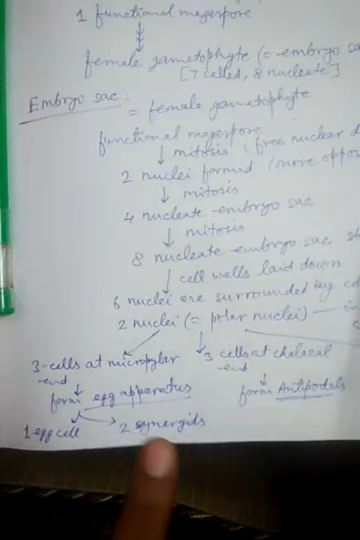 1 functional megaspore
female gametophyte (= embryo sa
[7 celled, 8 nucleate]
Embryo sac:
= female gametophyte
functional megaspore
↓ mitosis (free nuclear d
2 nuclei formed (move oppo
↓ mitosis
4 nucleate embryo sac
↓ mitosis
8 nucleate embryo sac st
↓ cell walls laid down
6 nuclei are surrounded by ce
2 nuclei (= polar nuclei) — in
3-cells at micropylar end
3 cells at chalazal end
form egg apparatus
form Antipodals
1 egg cell
2 synergids